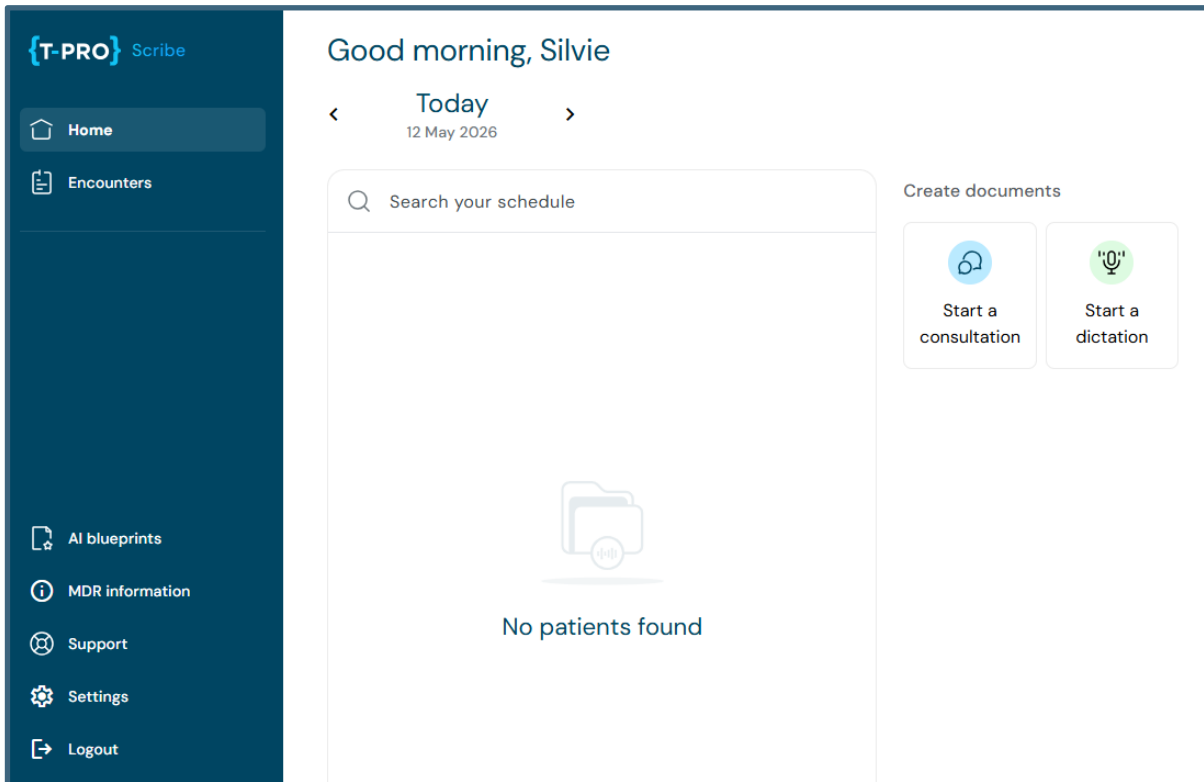 {T-PRO} Scribe
Home
Encounters
AI blueprints
MDR information
Support
Settings
Logout
Good morning, Silvie
Today
12 May 2026
Search your schedule
No patients found
Create documents
Start a
consultation
Start a
dictation